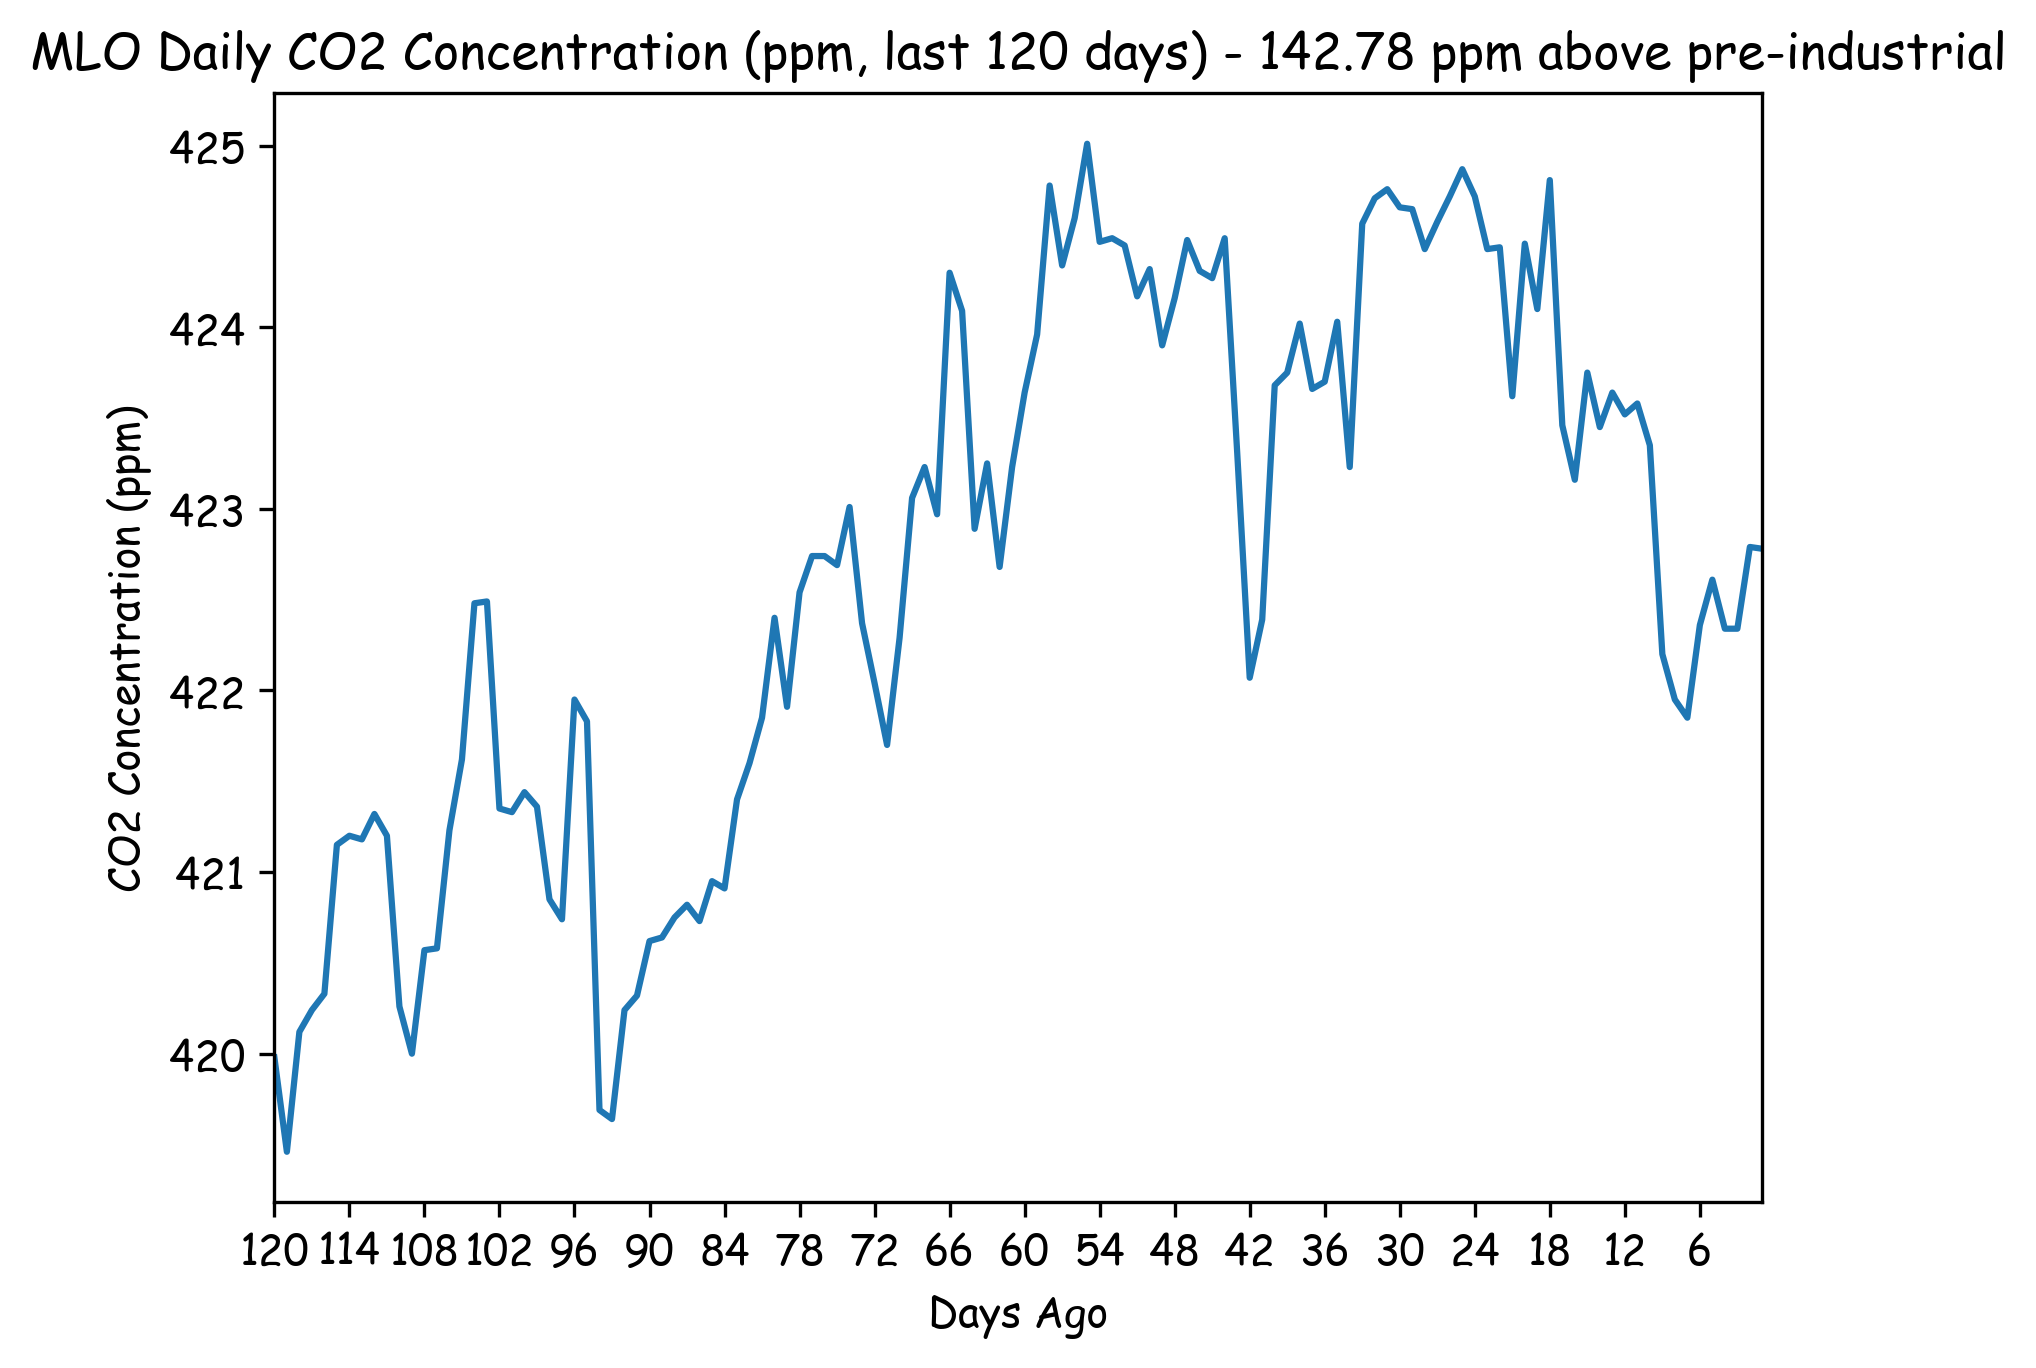 MLO Daily CO2 Concentration (ppm, last 120 days) - 142.78 ppm above pre-industrial
CO2 Concentration (ppm)
425
424
423
422
421
420
120 114 108 102 96 90 84 78 72 66 60 54 48 42 36 30 24 18 12 6
Days Ago